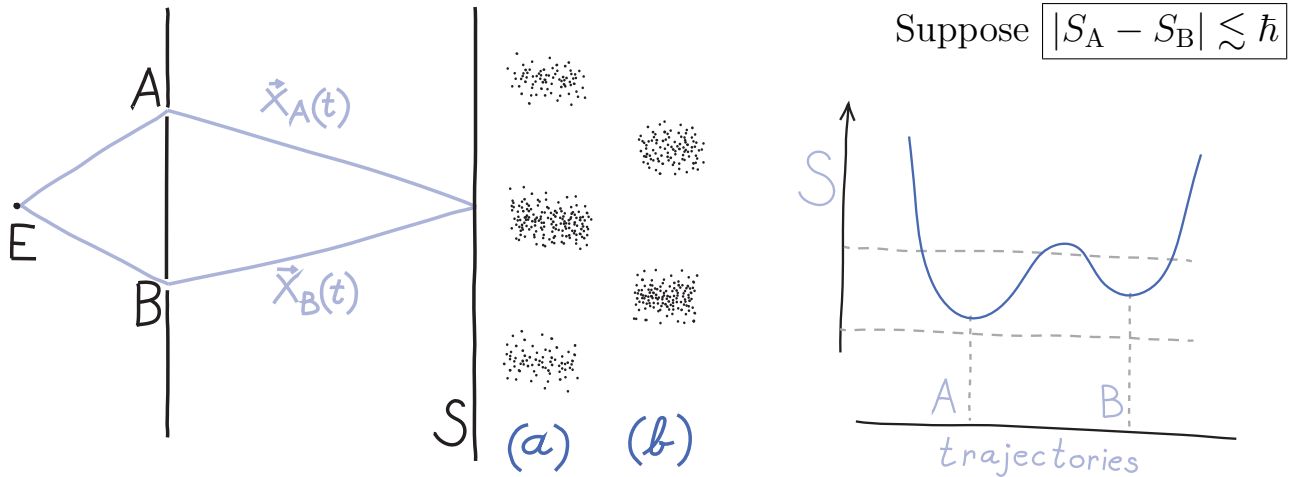 Suppose |S_A − S_B| ≲ ħ
A
x⃗_A(t)
E
B
x⃗_B(t)
S
(a) (b)
S
A B
trajectories